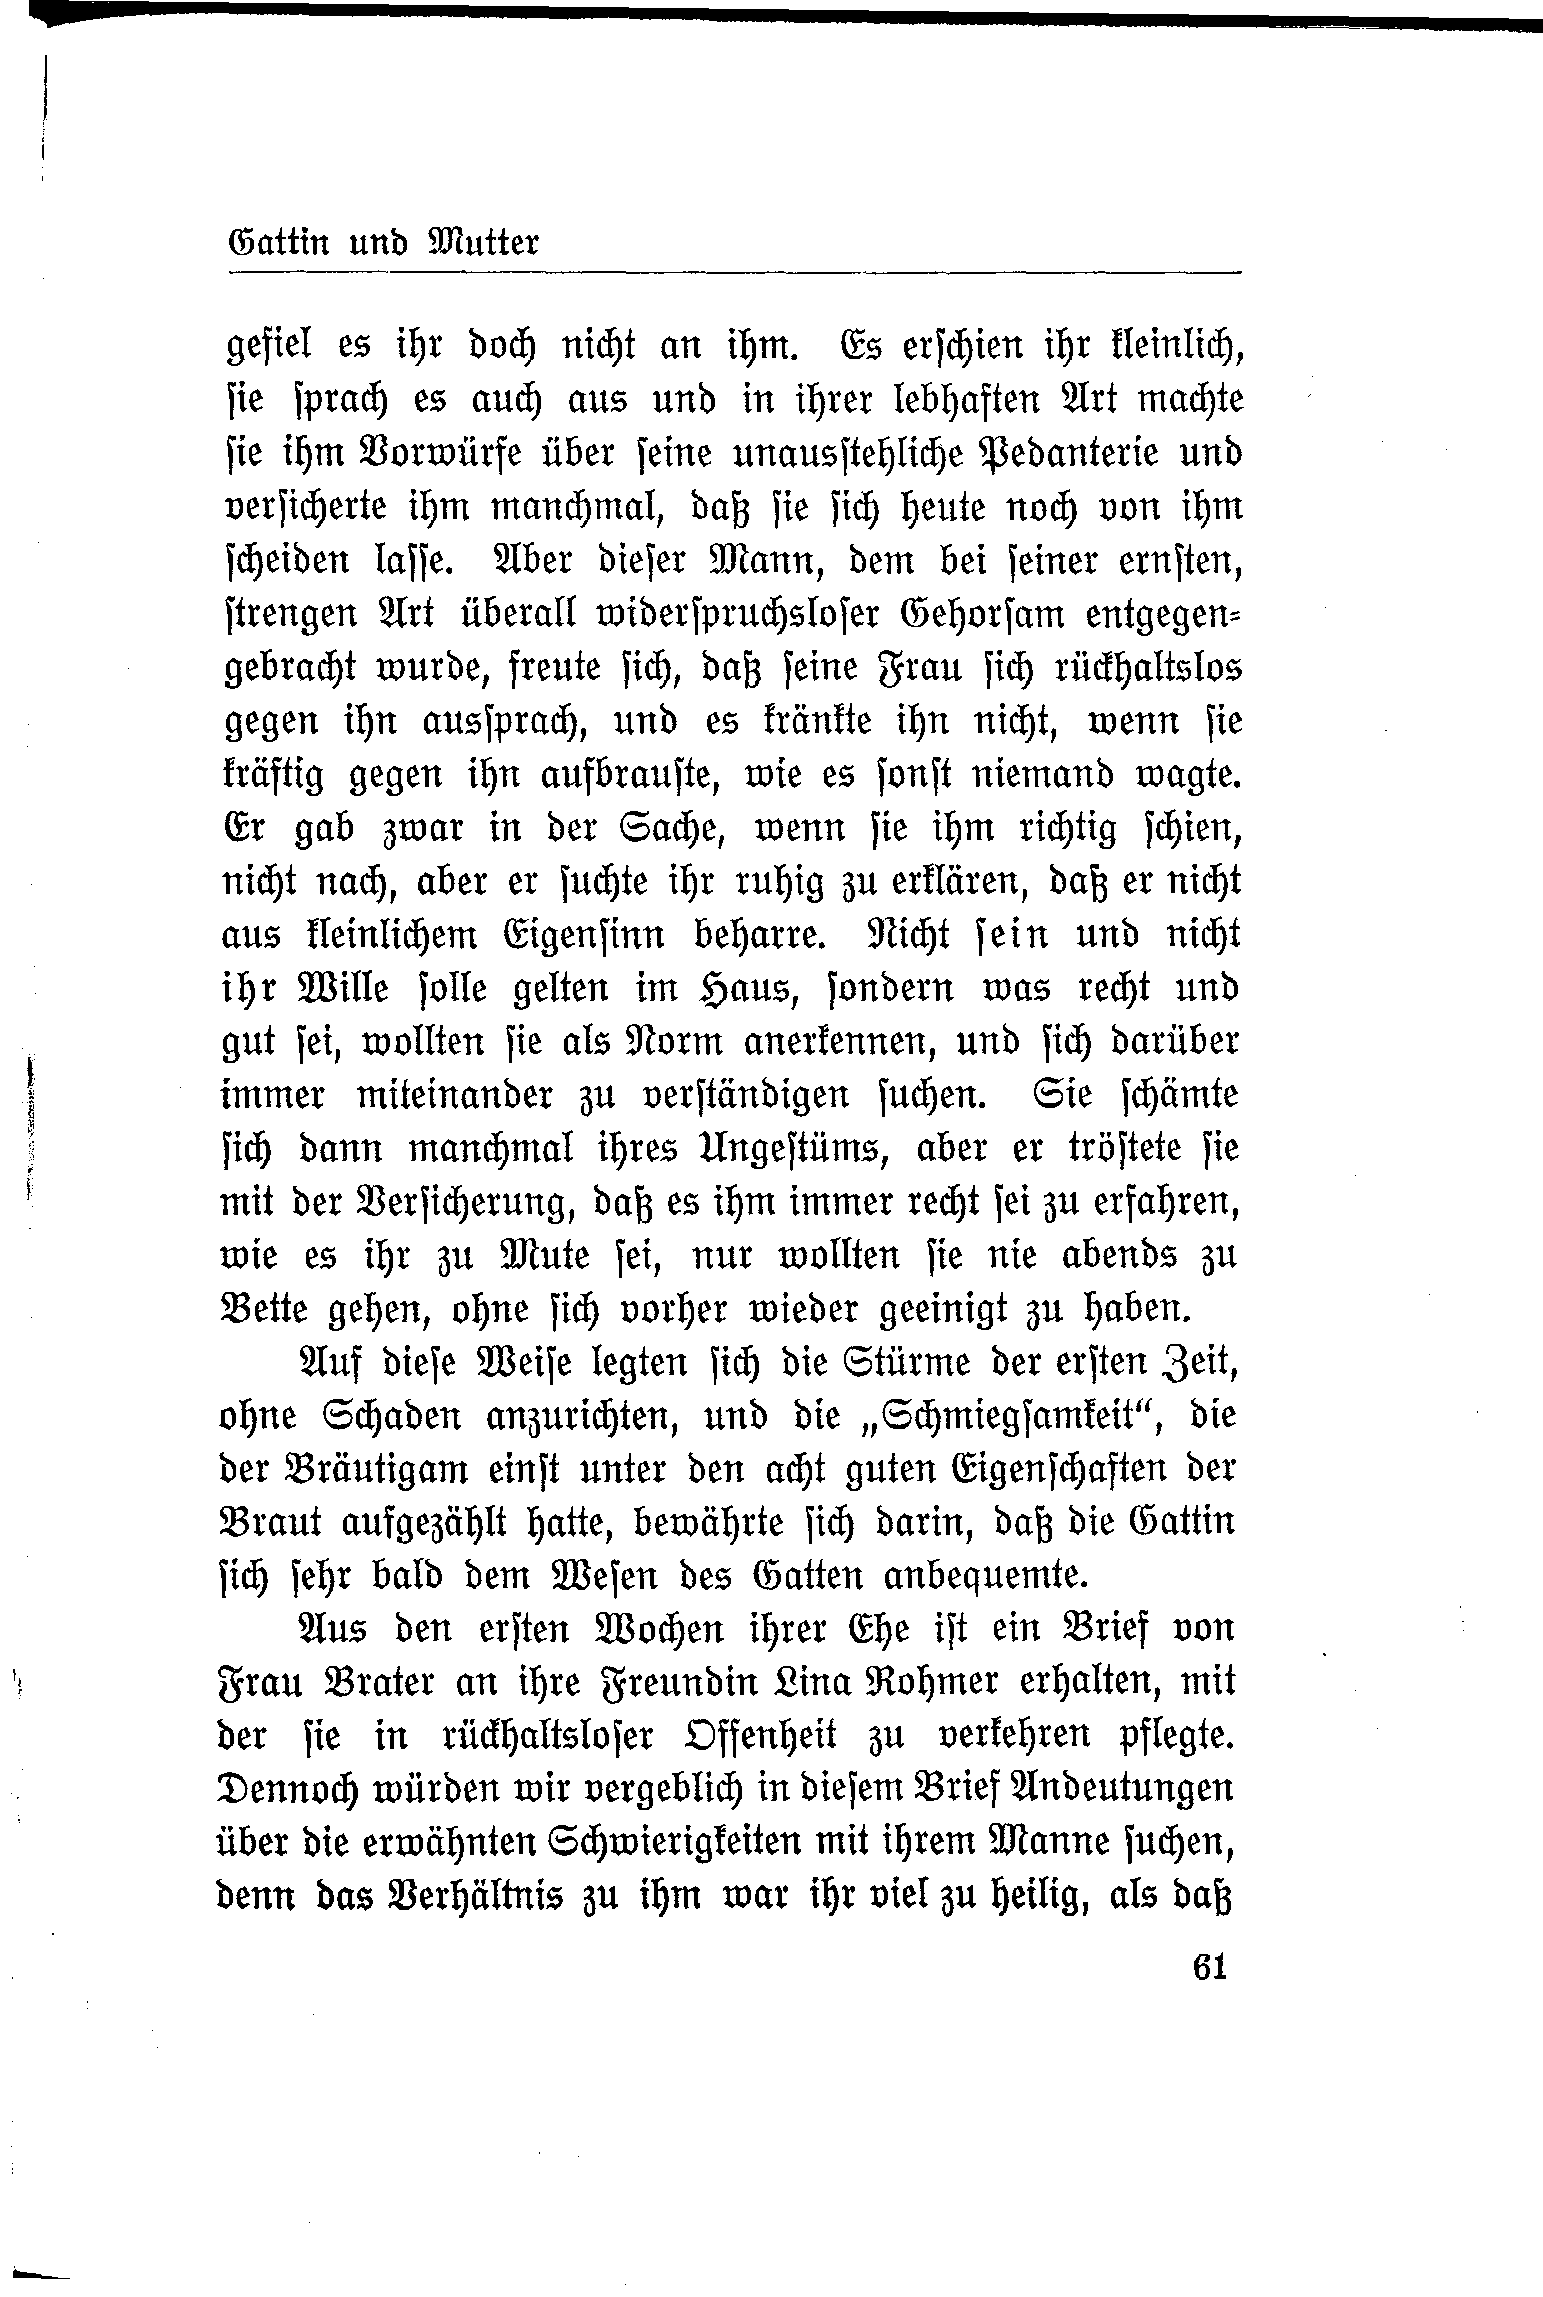 Gattin und Mutter
gefiel es ihr doch nicht an ihm. Es erschien ihr kleinlich,
sie sprach es auch aus und in ihrer lebhaften Art machte
sie ihm Vorwürfe über seine unausstehliche Pedanterie und
versicherte ihm manchmal, daß sie sich heute noch von ihm
scheiden lasse. Aber dieser Mann, dem bei seiner ernsten,
strengen Art überall widerspruchsloser Gehorsam entgegen-
gebracht wurde, freute sich, daß seine Frau sich rückhaltslos
gegen ihn aussprach, und es kränkte ihn nicht, wenn sie
kräftig gegen ihn aufbrauste, wie es sonst niemand wagte.
Er gab zwar in der Sache, wenn sie ihm richtig schien,
nicht nach, aber er suchte ihr ruhig zu erklären, daß er nicht
aus kleinlichem Eigensinn beharre. Nicht sein und nicht
ihr Wille solle gelten im Haus, sondern was recht und
gut sei, wollten sie als Norm anerkennen, und sich darüber
immer miteinander zu verständigen suchen. Sie schämte
sich dann manchmal ihres Ungestüms, aber er tröstete sie
mit der Versicherung, daß es ihm immer recht sei zu erfahren,
wie es ihr zu Mute sei, nur wollten sie nie abends zu
Bette gehen, ohne sich vorher wieder geeinigt zu haben.
Auf diese Weise legten sich die Stürme der ersten Zeit,
ohne Schaden anzurichten, und die „Schmiegsamkeit“, die
der Bräutigam einst unter den acht guten Eigenschaften der
Braut aufgezählt hatte, bewährte sich darin, daß die Gattin
sich sehr bald dem Wesen des Gatten anbequemte.
Aus den ersten Wochen ihrer Ehe ist ein Brief von
Frau Brater an ihre Freundin Lina Rohmer erhalten, mit
der sie in rückhaltsloser Offenheit zu verkehren pflegte.
Dennoch würden wir vergeblich in diesem Brief Andeutungen
über die erwähnten Schwierigkeiten mit ihrem Manne suchen,
denn das Verhältnis zu ihm war ihr viel zu heilig, als daß
61